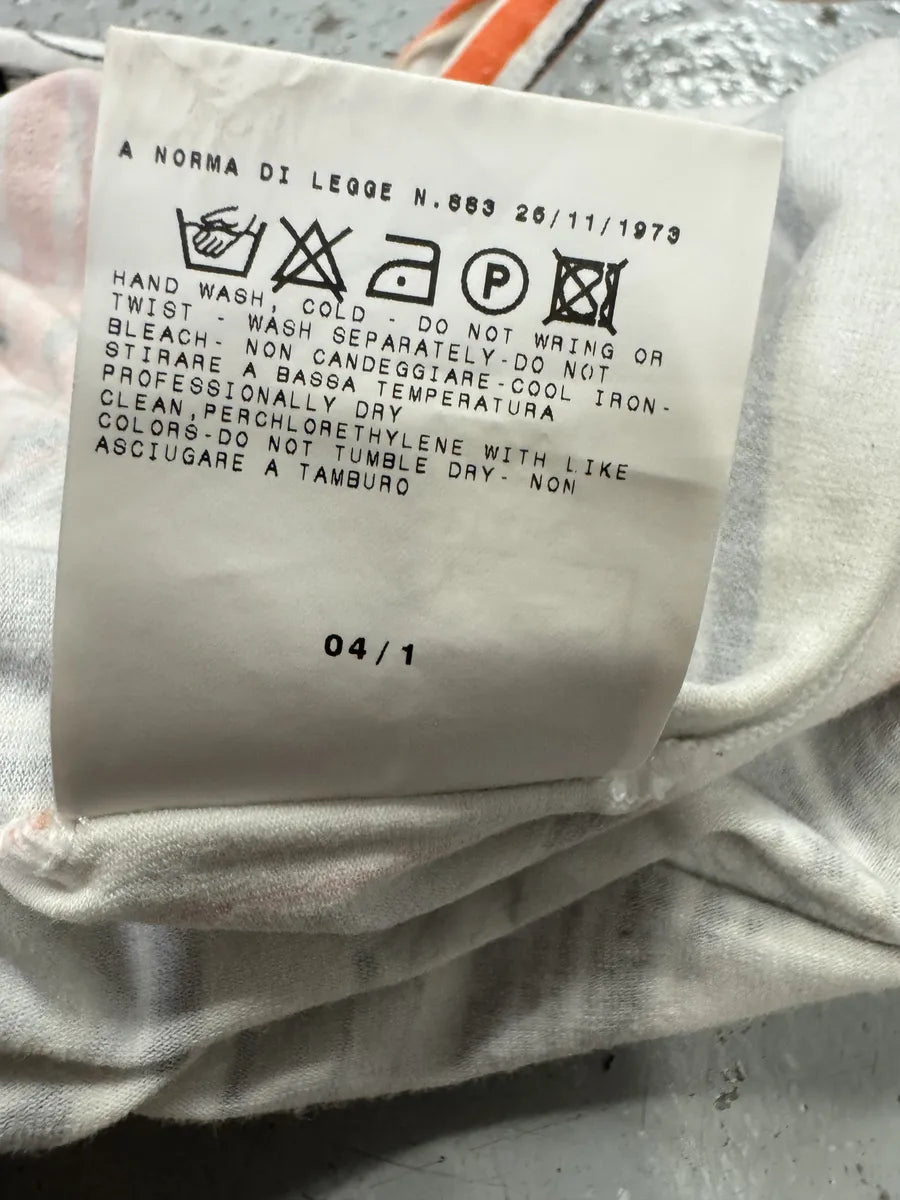 A NORMA DI LEGGE N.883 26/11/1973
P
HAND WASH, COLD - DO NOT WRING OR
TWIST - WASH SEPARATELY-DO NOT
BLEACH- NON CANDEGGIARE-COOL IRON-
STIRARE A BASSA TEMPERATURA
PROFESSIONALLY DRY
CLEAN,PERCHLORETHYLENE WITH LIKE
COLORS-DO NOT TUMBLE DRY- NON
ASCIUGARE A TAMBURO
04/1